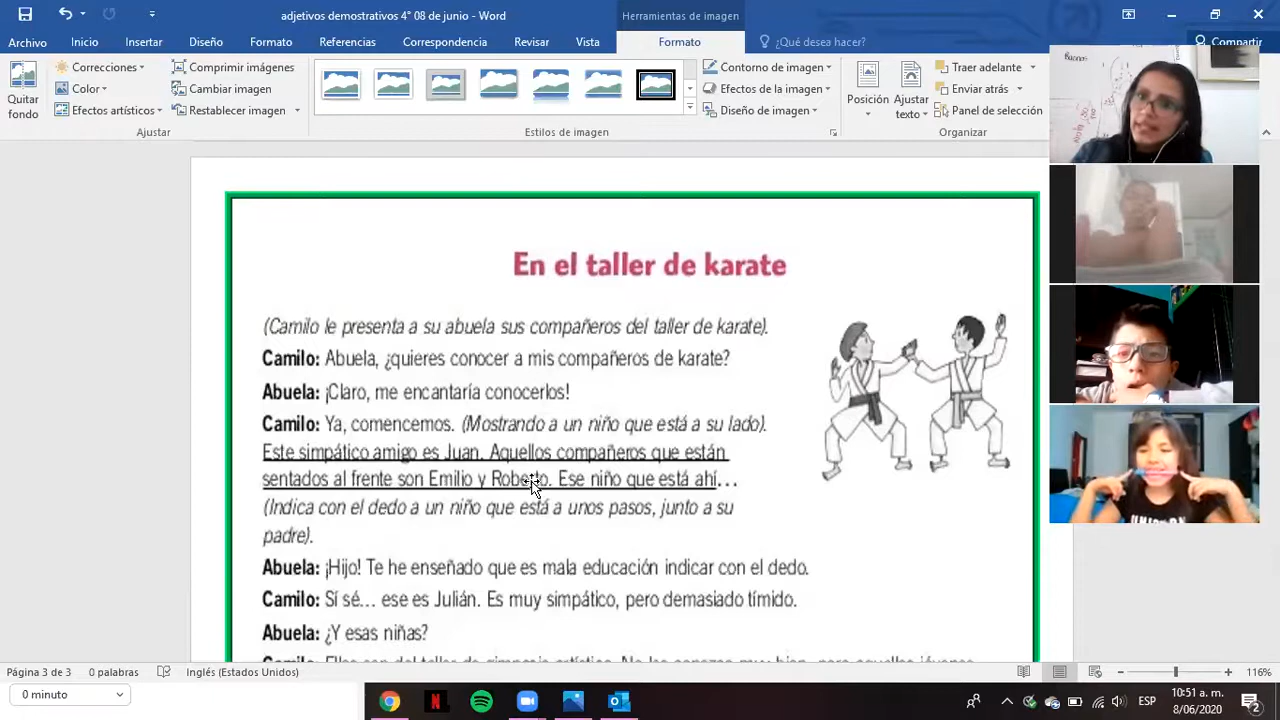 adjetivos demostrativos 4° 08 de junio - Word
Herramientas de imagen
Archivo Inicio Insertar Diseño Formato Referencias Correspondencia Revisar Vista Formato ¿Qué desea hacer? Compartir
Quitar fondo
Correcciones
Color
Efectos artísticos
Comprimir imágenes
Cambiar imagen
Restablecer imagen
Ajustar
Estilos de imagen
Contorno de imagen
Efectos de la imagen
Diseño de imagen
Posición
Ajustar texto
Traer adelante
Enviar atrás
Panel de selección
Organizar
En el taller de karate
(Camilo le presenta a su abuela sus compañeros del taller de karate).
Camilo: Abuela, ¿quieres conocer a mis compañeros de karate?
Abuela: ¡Claro, me encantaría conocerlos!
Camilo: Ya, comencemos. (Mostrando a un niño que está a su lado).
Este simpático amigo es Juan. Aquellos compañeros que están
sentados al frente son Emilio y Roberto. Ese niño que está ahí...
(Indica con el dedo a un niño que está a unos pasos, junto a su
padre).
Abuela: ¡Hijo! Te he enseñado que es mala educación indicar con el dedo.
Camilo: Sí sé... ese es Julián. Es muy simpático, pero demasiado tímido.
Abuela: ¿Y esas niñas?
Página 3 de 3 0 palabras Inglés (Estados Unidos) 116%
0 minuto
ESP
10:51 a. m.
8/06/2020
2